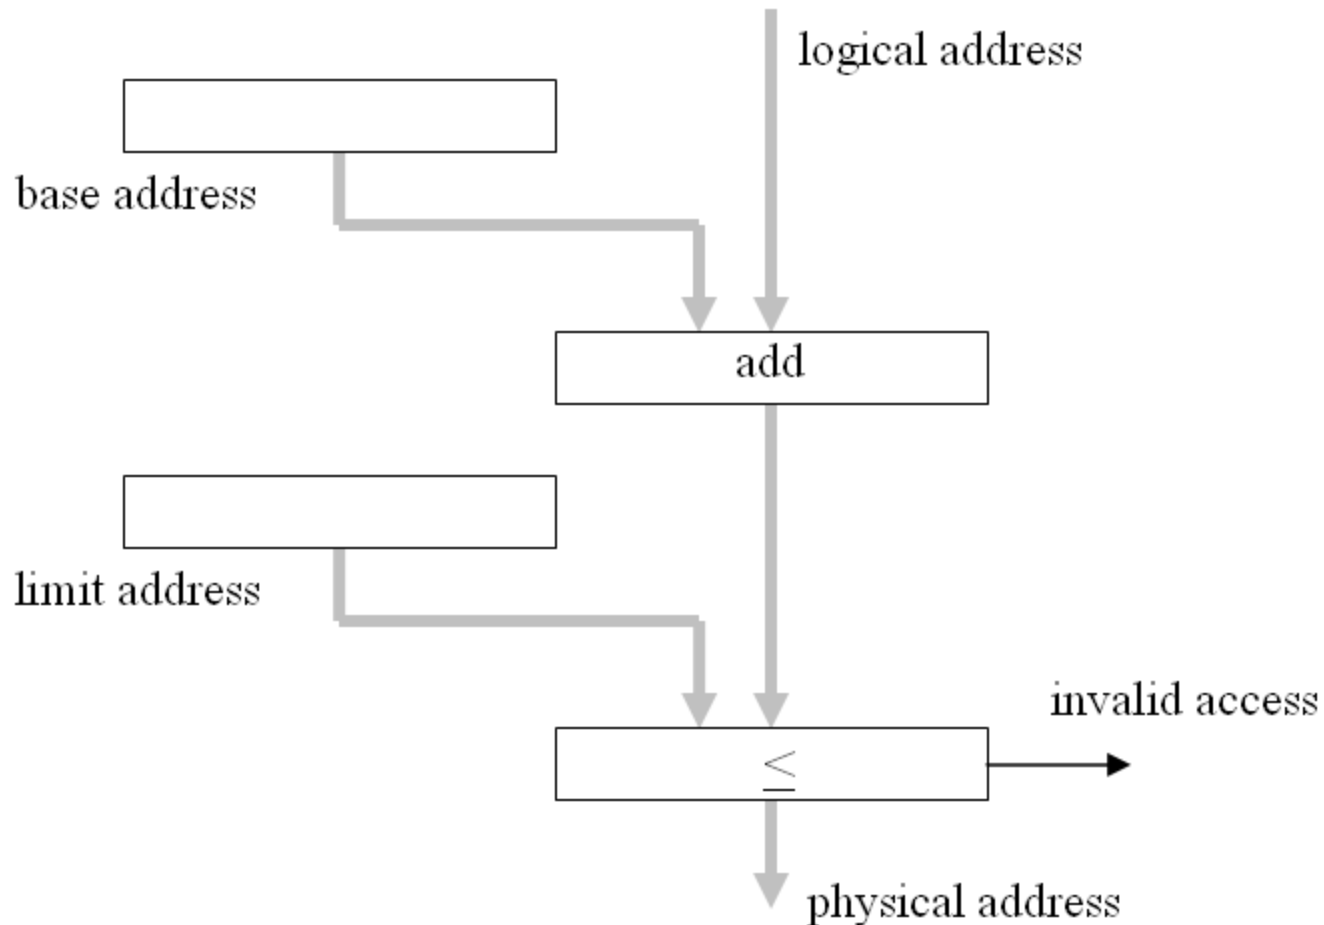 logical address
base address
add
limit address
invalid access
≤
physical address